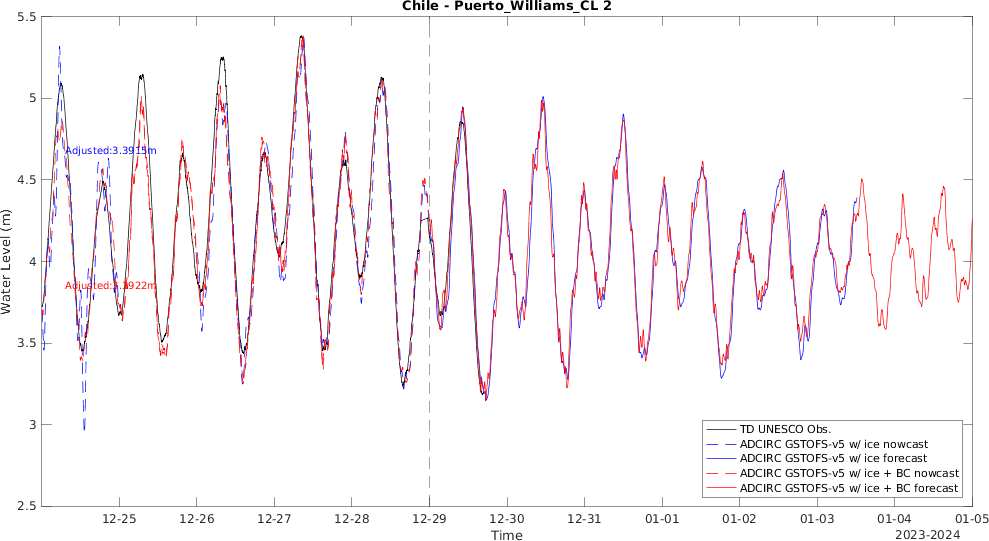 Chile - Puerto_Williams_CL 2
5.5
5
4.5
4
3.5
3
2.5
Water Level (m)
Adjusted:3.3915m
Adjusted:3.3922m
TD UNESCO Obs.
ADCIRC GSTOFS-v5 w/ ice nowcast
ADCIRC GSTOFS-v5 w/ ice forecast
ADCIRC GSTOFS-v5 w/ ice + BC nowcast
ADCIRC GSTOFS-v5 w/ ice + BC forecast
12-25 12-26 12-27 12-28 12-29 12-30 12-31 01-01 01-02 01-03 01-04 01-05
Time
2023-2024